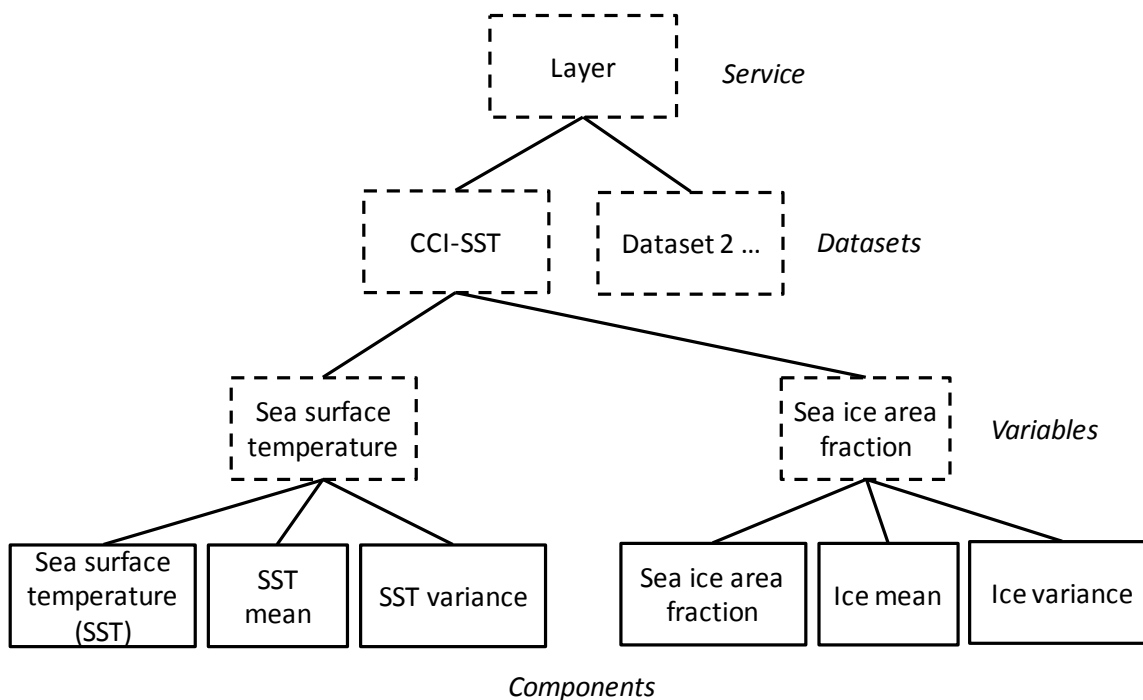 Layer
Service
CCI-SST
Dataset 2 ...
Datasets
Sea surface
temperature
Sea ice area
fraction
Variables
Sea surface
temperature
(SST)
SST
mean
SST variance
Sea ice area
fraction
Ice mean
Ice variance
Components